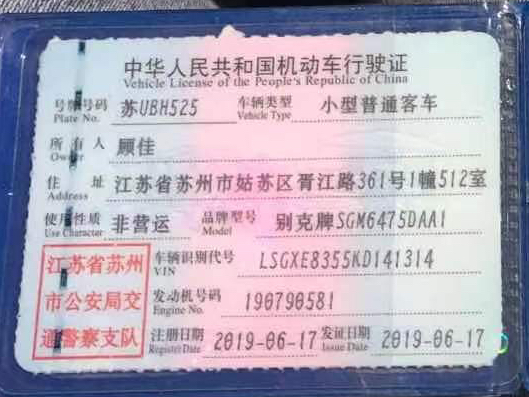 中华人民共和国机动车行驶证
Vehicle License of the People's Republic of China
号牌号码 Plate No. 苏UBH525 车辆类型 Vehicle Type 小型普通客车
所有人 Owner 顾佳
住址 Address 江苏省苏州市姑苏区胥江路361号1幢512室
使用性质 Use Character 非营运 品牌型号 Model 别克牌SGM6475DAA1
江苏省苏州市公安局交通警察支队
车辆识别代号 VIN LSGXE8355KD141314
发动机号码 Engine No. 190790581
注册日期 Register Date 2019-06-17 发证日期 Issue Date 2019-06-17